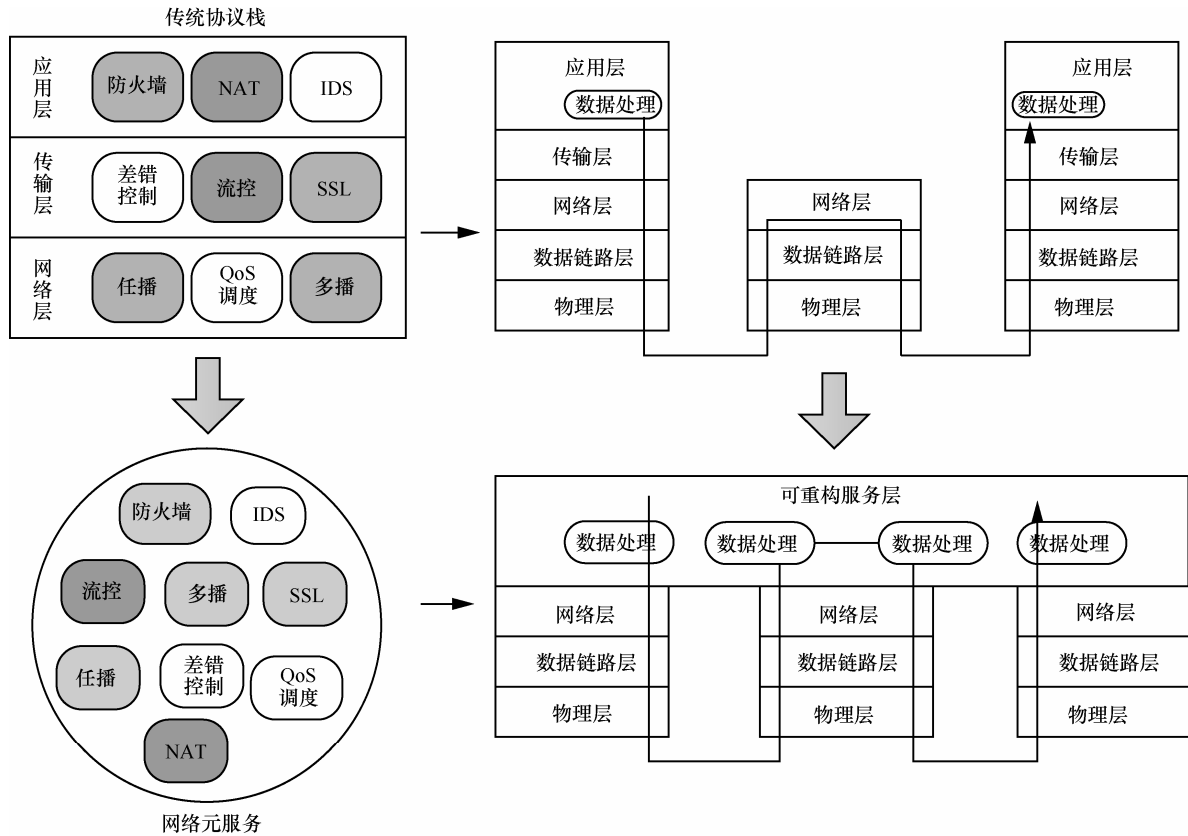 传统协议栈
应用层
防火墙
NAT
IDS
传输层
差错
控制
流控
SSL
网络层
任播
QoS
调度
多播
应用层
数据处理
传输层
网络层
数据链路层
物理层
网络层
数据链路层
物理层
应用层
数据处理
传输层
网络层
数据链路层
物理层
防火墙
IDS
流控
多播
SSL
任播
差错
控制
QoS
调度
NAT
网络元服务
可重构服务层
数据处理
数据处理
数据处理
数据处理
网络层
数据链路层
物理层
网络层
数据链路层
物理层
网络层
数据链路层
物理层